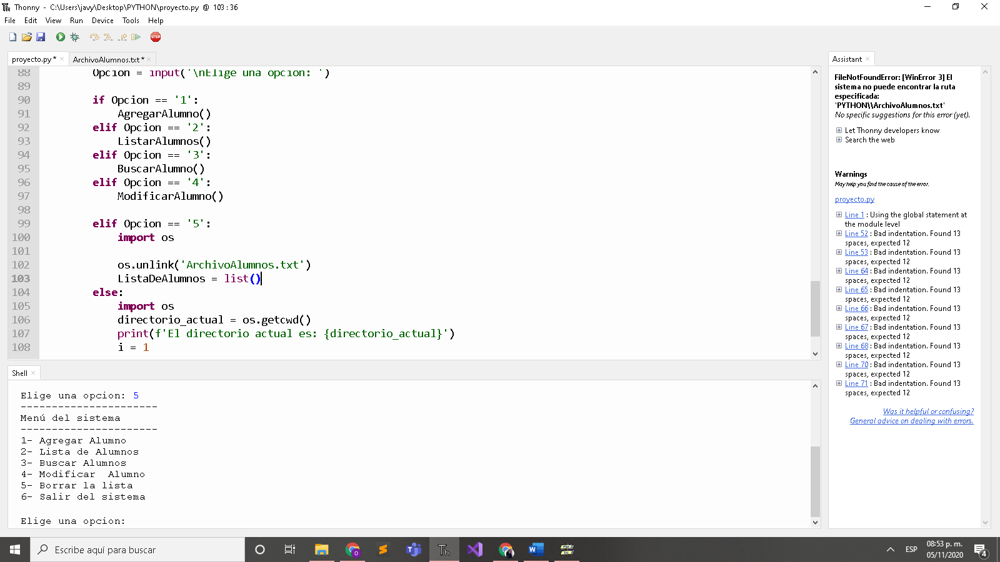 Thonny - C:\Users\javy\Desktop\PYTHON\proyecto.py @ 103 : 36
File Edit View Run Device Tools Help
STOP
proyecto.py * ×
ArchivoAlumnos.txt * ×
88 Opcion = input('\nElige una opcion: ')
89
90 if Opcion == '1':
91 AgregarAlumno()
92 elif Opcion == '2':
93 ListarAlumnos()
94 elif Opcion == '3':
95 BuscarAlumno()
96 elif Opcion == '4':
97 ModificarAlumno()
98
99 elif Opcion == '5':
100 import os
101
102 os.unlink('ArchivoAlumnos.txt')
103 ListaDeAlumnos = list()
104 else:
105 import os
106 directorio_actual = os.getcwd()
107 print(f'El directorio actual es: {directorio_actual}')
108 i = 1
Shell ×
Elige una opcion: 5
----------------------
Menú del sistema
----------------------
1- Agregar Alumno
2- Lista de Alumnos
3- Buscar Alumnos
4- Modificar  Alumno
5- Borrar la lista
6- Salir del sistema
Elige una opcion:
Assistant ×
FileNotFoundError: [WinError 3] El
sistema no puede encontrar la ruta
especificada:
'PYTHON\\ArchivoAlumnos.txt'
No specific suggestions for this error (yet).
Let Thonny developers know
Search the web
Warnings
May help you find the cause of the error.
proyecto.py
Line 1 : Using the global statement at
the module level
Line 52 : Bad indentation. Found 13
spaces, expected 12
Line 53 : Bad indentation. Found 13
spaces, expected 12
Line 64 : Bad indentation. Found 13
spaces, expected 12
Line 65 : Bad indentation. Found 13
spaces, expected 12
Line 66 : Bad indentation. Found 13
spaces, expected 12
Line 67 : Bad indentation. Found 13
spaces, expected 12
Line 68 : Bad indentation. Found 13
spaces, expected 12
Line 70 : Bad indentation. Found 13
spaces, expected 12
Line 71 : Bad indentation. Found 13
spaces, expected 12
Was it helpful or confusing?
General advice on dealing with errors.
Escribe aquí para buscar
ESP
08:53 p. m.
05/11/2020
4